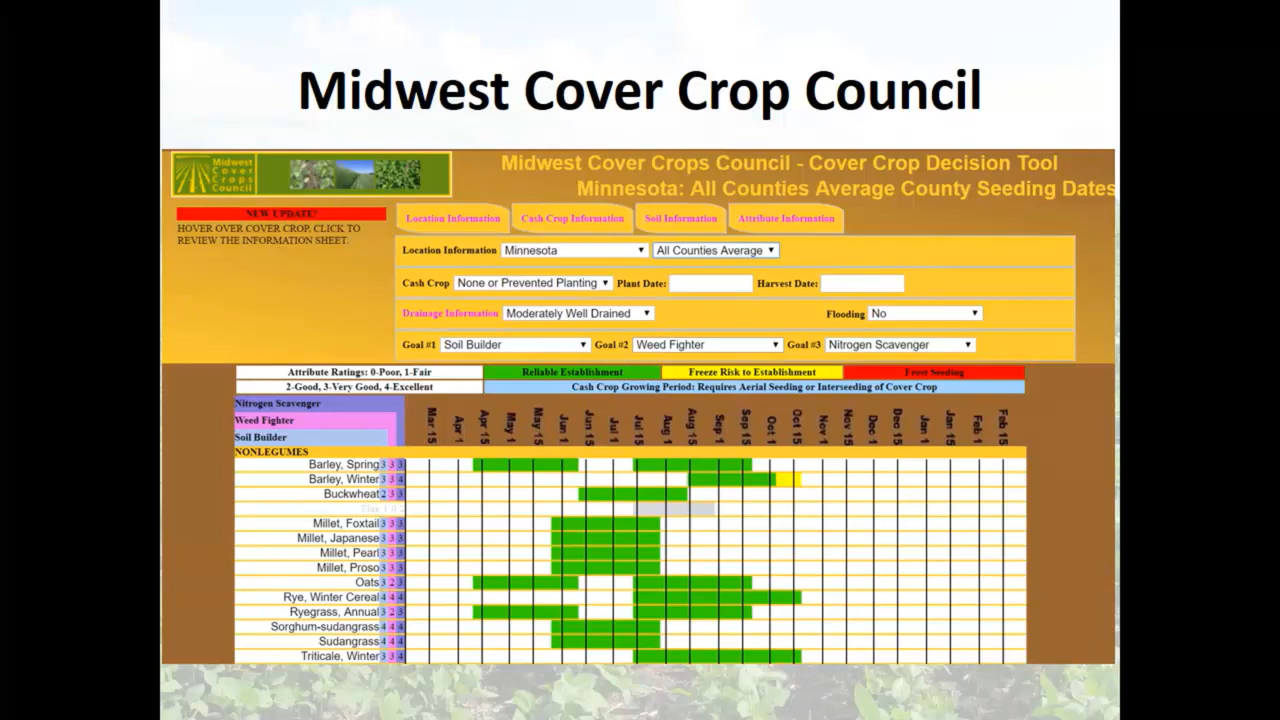 Midwest Cover Crop Council
Midwest
Cover
Crops
Council
Midwest Cover Crops Council - Cover Crop Decision Tool
Minnesota: All Counties Average County Seeding Dates
NEW UPDATE!
HOVER OVER COVER CROP, CLICK TO
REVIEW THE INFORMATION SHEET.
Location Information Cash Crop Information Soil Information Attribute Information
Location Information Minnesota All Counties Average
Cash Crop None or Prevented Planting Plant Date: Harvest Date:
Drainage Information Moderately Well Drained Flooding No
Goal #1 Soil Builder Goal #2 Weed Fighter Goal #3 Nitrogen Scavenger
Attribute Ratings: 0-Poor, 1-Fair Reliable Establishment Freeze Risk to Establishment Frost Seeding
2-Good, 3-Very Good, 4-Excellent Cash Crop Growing Period: Requires Aerial Seeding or Interseeding of Cover Crop
Nitrogen Scavenger
Weed Fighter
Soil Builder
Mar 15 Apr 1 Apr 15 May 1 May 15 Jun 1 Jun 15 Jul 1 Jul 15 Aug 1 Aug 15 Sep 1 Sep 15 Oct 1 Oct 15 Nov 1 Nov 15 Dec 1 Dec 15 Jan 1 Jan 15 Feb 1 Feb 15
NONLEGUMES
Barley, Spring 3 3 3
Barley, Winter 3 3 4
Buckwheat 2 3 3
Flax 1 0 2
Millet, Foxtail 3 3 3
Millet, Japanese 3 3 3
Millet, Pearl 3 3 3
Millet, Proso 3 3 3
Oats 3 2 3
Rye, Winter Cereal 4 4 4
Ryegrass, Annual 3 2 3
Sorghum-sudangrass 4 4 4
Sudangrass 4 4 4
Triticale, Winter 3 3 4